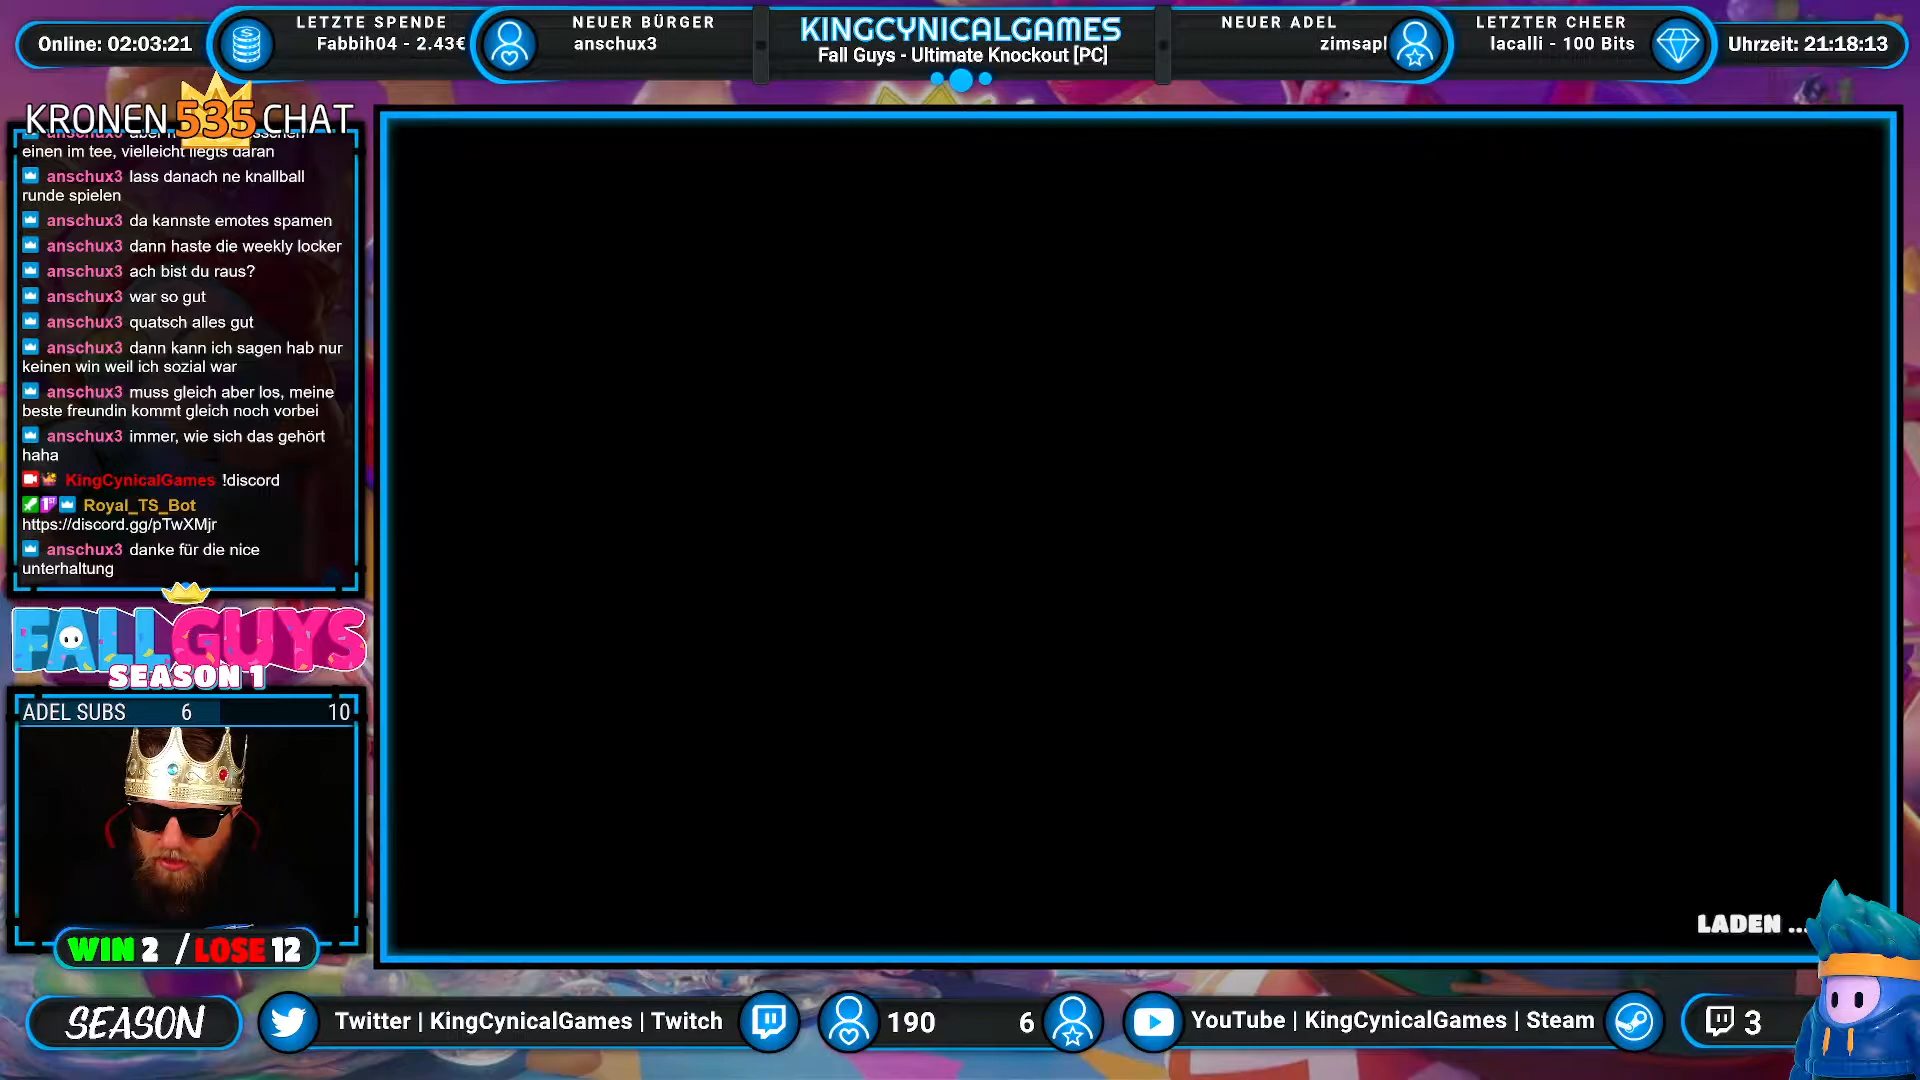 Online: 02:03:21
LETZTE SPENDE
Fabbih04 - 2.43€
NEUER BÜRGER
anschux3
KINGCYNICALGAMES
Fall Guys - Ultimate Knockout [PC]
NEUER ADEL
zimsapl
LETZTER CHEER
lacalli - 100 Bits
Uhrzeit: 21:18:13
KRONEN 535 CHAT
einen im tee, vielleicht liegts daran
anschux3 lass danach ne knallball
runde spielen
anschux3 da kannste emotes spamen
anschux3 dann haste die weekly locker
anschux3 ach bist du raus?
anschux3 war so gut
anschux3 quatsch alles gut
anschux3 dann kann ich sagen hab nur
keinen win weil ich sozial war
anschux3 muss gleich aber los, meine
beste freundin kommt gleich noch vorbei
anschux3 immer, wie sich das gehört
haha
KingCynicalGames !discord
Royal_TS_Bot
https://discord.gg/pTwXMjr
anschux3 danke für die nice
unterhaltung
FALL GUYS
SEASON 1
ADEL SUBS 6 10
WIN 2 / LOSE 12
LADEN ...
SEASON
Twitter | KingCynicalGames | Twitch
190
6
YouTube | KingCynicalGames | Steam
3